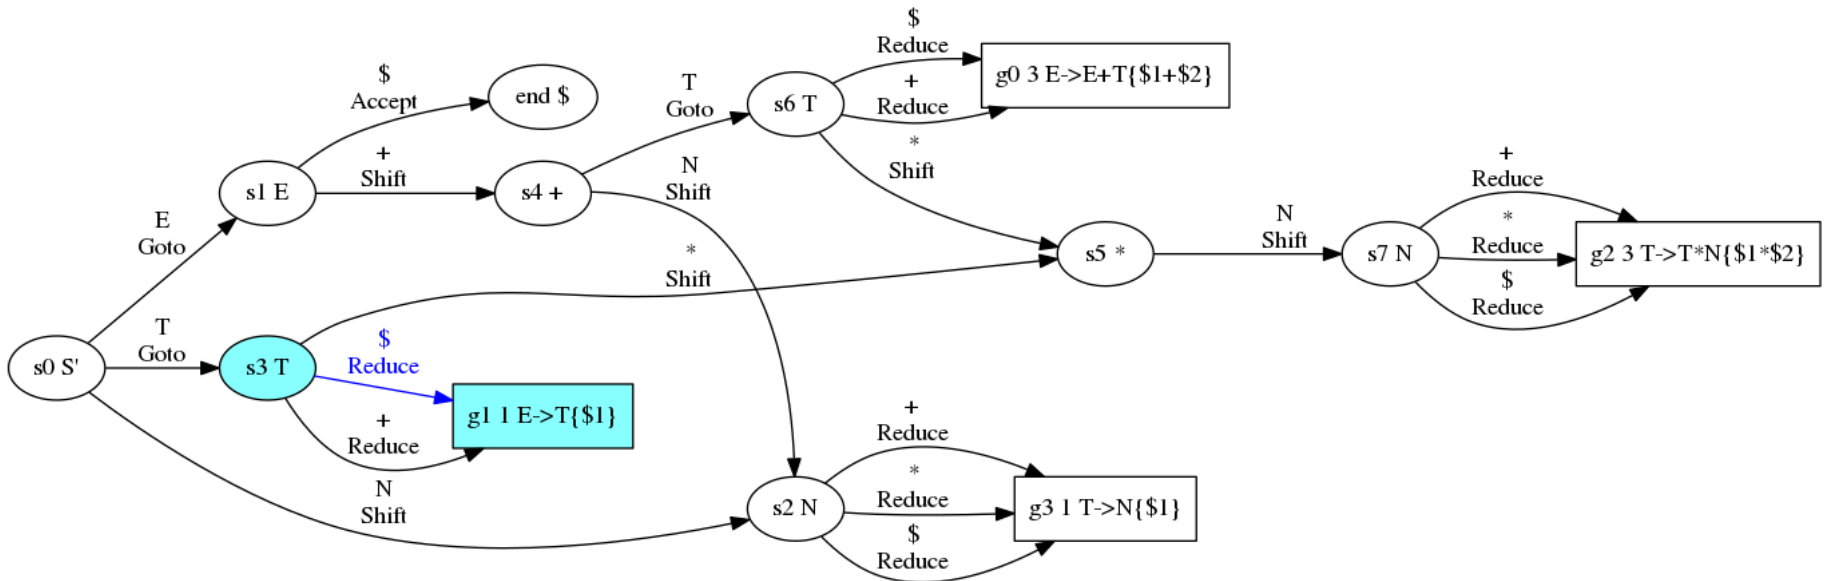 $
Reduce
g0 3 E->E+T{$1+$2}
+
Reduce
$
Accept
end $
T
Goto
s6 T
*
Shift
+
Shift
s1 E
s4 +
N
Shift
E
Goto
*
Shift
s5 *
N
Shift
s7 N
+
Reduce
*
Reduce
$
Reduce
g2 3 T->T*N{$1*$2}
s0 S'
T
Goto
s3 T
$
Reduce
g1 1 E->T{$1}
+
Reduce
N
Shift
s2 N
+
Reduce
*
Reduce
$
Reduce
g3 1 T->N{$1}